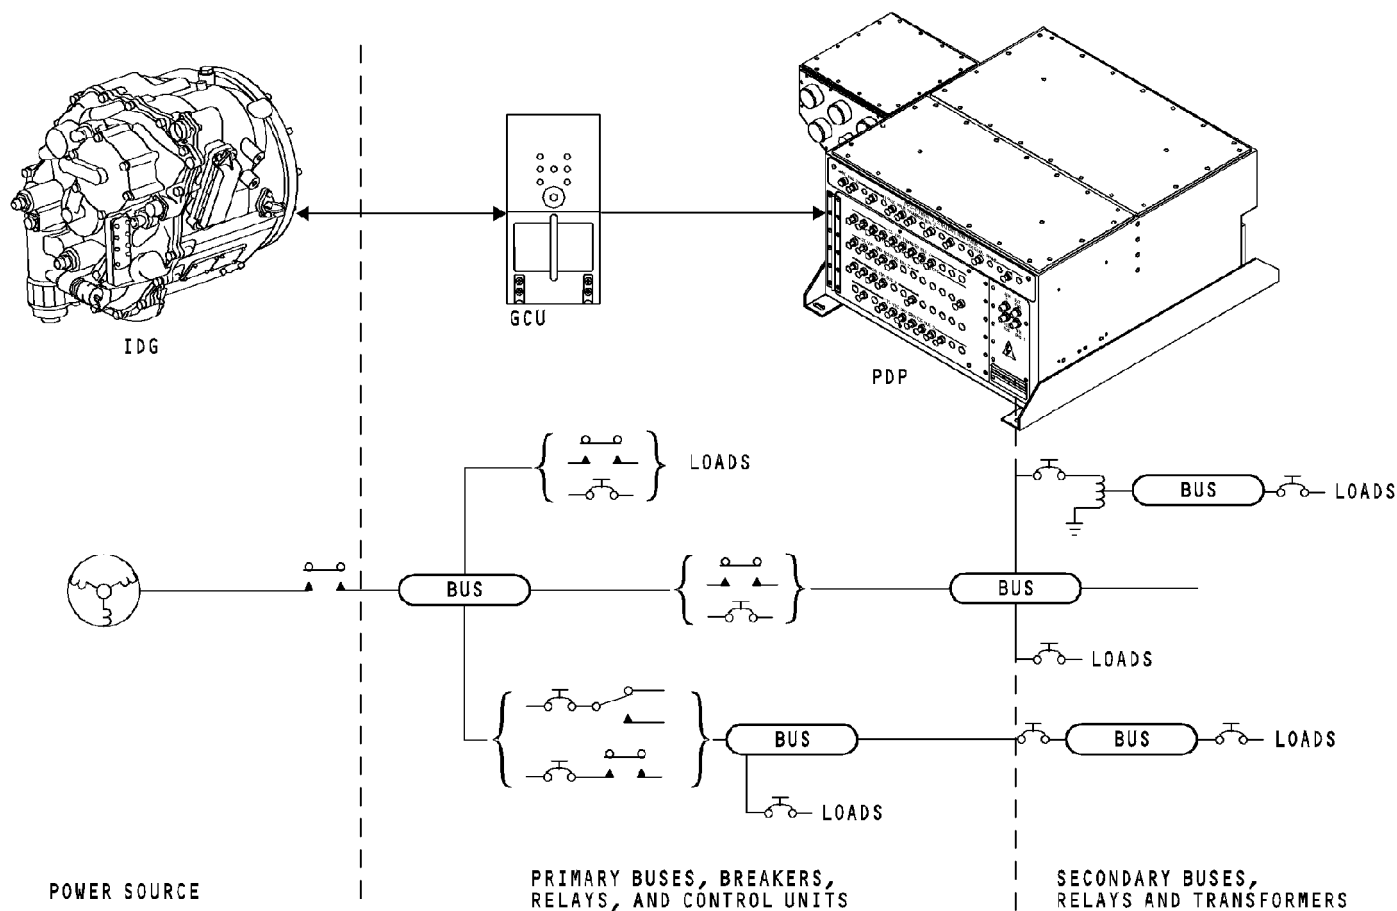 GCU
IDG
PDP
LOADS
BUS
LOADS
BUS
BUS
LOADS
BUS
BUS
LOADS
LOADS
POWER SOURCE
PRIMARY BUSES, BREAKERS,
RELAYS, AND CONTROL UNITS
SECONDARY BUSES,
RELAYS AND TRANSFORMERS